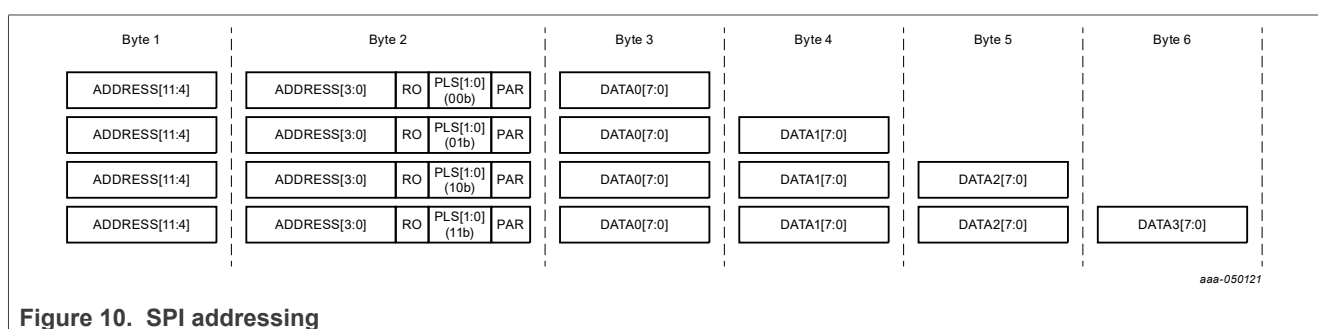 Byte 1 Byte 2 Byte 3 Byte 4 Byte 5 Byte 6
ADDRESS[11:4] ADDRESS[3:0] RO PLS[1:0] (00b) PAR DATA0[7:0]
ADDRESS[11:4] ADDRESS[3:0] RO PLS[1:0] (01b) PAR DATA0[7:0] DATA1[7:0]
ADDRESS[11:4] ADDRESS[3:0] RO PLS[1:0] (10b) PAR DATA0[7:0] DATA1[7:0] DATA2[7:0]
ADDRESS[11:4] ADDRESS[3:0] RO PLS[1:0] (11b) PAR DATA0[7:0] DATA1[7:0] DATA2[7:0] DATA3[7:0]
aaa-050121
Figure 10. SPI addressing